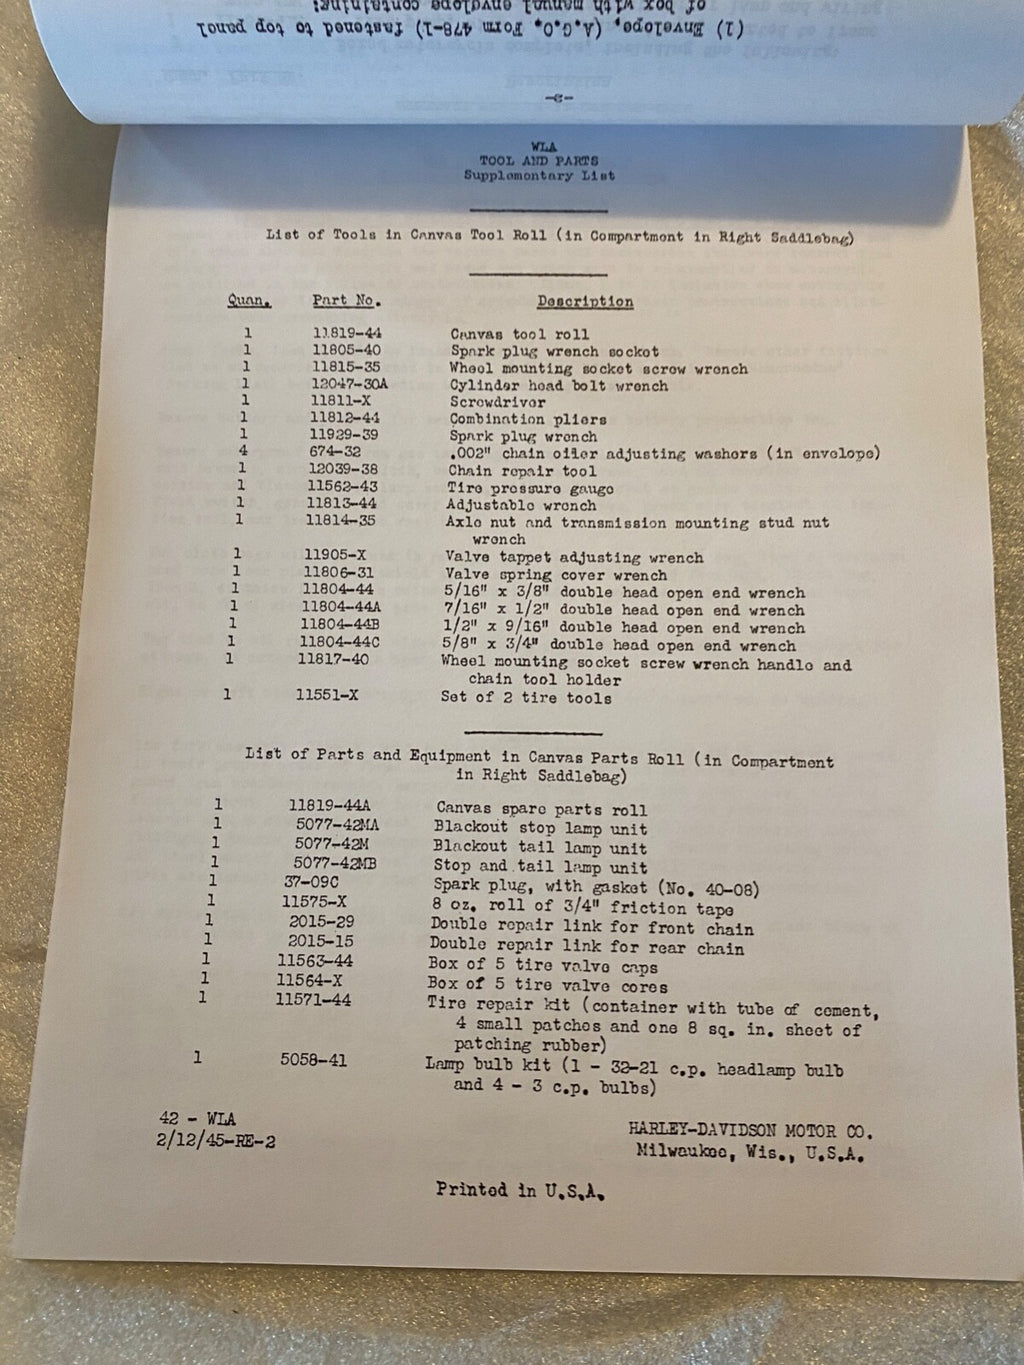 of box with manual envelope containing:
(1) Envelope, (A.G.O. Form 478-1) fastened to top panel
WLA
TOOL AND PARTS
Supplementary List
List of Tools in Canvas Tool Roll (in Compartment in Right Saddlebag)
Quan. Part No. Description
1 11819-44 Canvas tool roll
1 11805-40 Spark plug wrench socket
1 11815-35 Wheel mounting socket screw wrench
1 12047-30A Cylinder head bolt wrench
1 11811-X Screwdriver
1 11812-44 Combination pliers
1 11929-39 Spark plug wrench
4 674-32 .002" chain oiler adjusting washers (in envelope)
1 12039-38 Chain repair tool
1 11562-43 Tire pressure gauge
1 11813-44 Adjustable wrench
1 11814-35 Axle nut and transmission mounting stud nut
wrench
1 11905-X Valve tappet adjusting wrench
1 11806-31 Valve spring cover wrench
1 11804-44 5/16" x 3/8" double head open end wrench
1 11804-44A 7/16" x 1/2" double head open end wrench
1 11804-44B 1/2" x 9/16" double head open end wrench
1 11804-44C 5/8" x 3/4" double head open end wrench
1 11817-40 Wheel mounting socket screw wrench handle and
chain tool holder
1 11551-X Set of 2 tire tools
List of Parts and Equipment in Canvas Parts Roll (in Compartment
in Right Saddlebag)
1 11819-44A Canvas spare parts roll
1 5077-42MA Blackout stop lamp unit
1 5077-42M Blackout tail lamp unit
1 5077-42MB Stop and tail lamp unit
1 37-09C Spark plug, with gasket (No. 40-08)
1 11575-X 8 oz. roll of 3/4" friction tape
1 2015-29 Double repair link for front chain
1 2015-15 Double repair link for rear chain
1 11563-44 Box of 5 tire valve caps
1 11564-X Box of 5 tire valve cores
1 11571-44 Tire repair kit (container with tube of cement,
4 small patches and one 8 sq. in. sheet of
patching rubber)
1 5058-41 Lamp bulb kit (1 - 32-21 c.p. headlamp bulb
and 4 - 3 c.p. bulbs)
42 - WLA
2/12/45-RE-2
HARLEY-DAVIDSON MOTOR CO.
Milwaukee, Wis., U.S.A.
Printed in U.S.A.